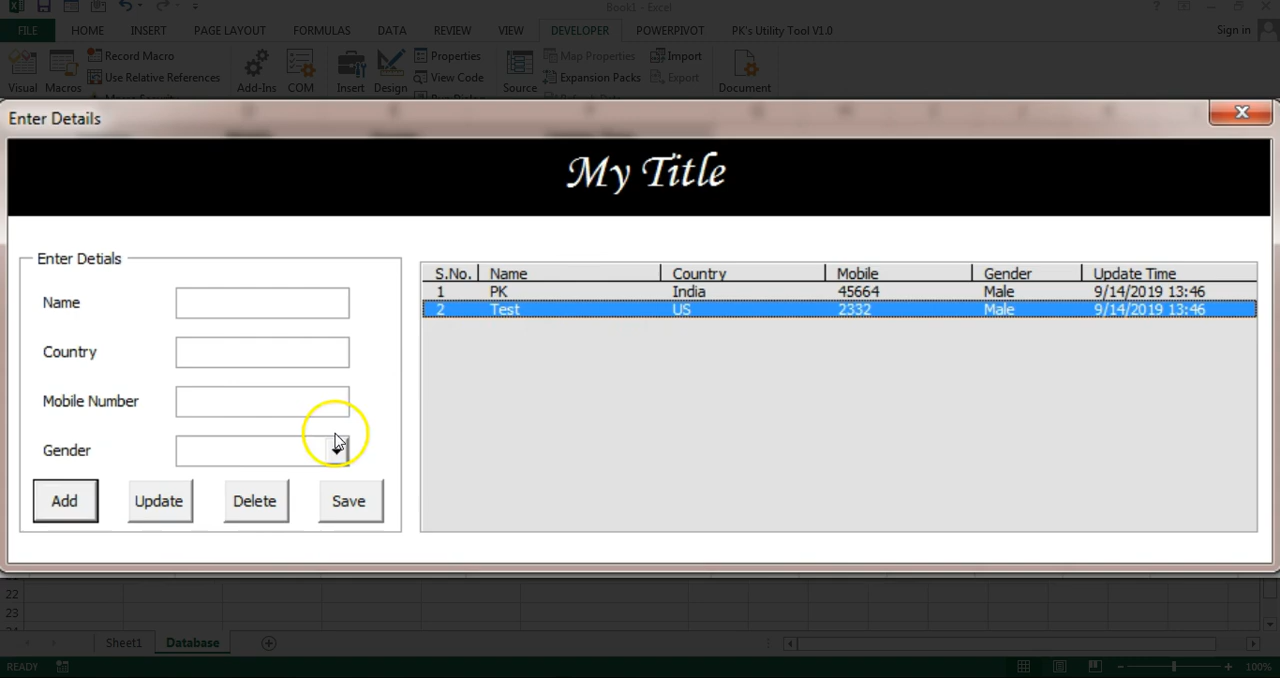 Book1 - Excel
FILE HOME INSERT PAGE LAYOUT FORMULAS DATA REVIEW VIEW DEVELOPER POWERPIVOT PK's Utility Tool V1.0 Sign in
Record Macro Properties Map Properties Import
Use Relative References View Code Expansion Packs Export
Visual Macros Add-Ins COM Insert Design Source Document
Enter Details
My Title
Enter Detials
Name
Country
Mobile Number
Gender
Add Update Delete Save
S.No. Name Country Mobile Gender Update Time
1 PK India 45664 Male 9/14/2019 13:46
2 Test US 2332 Male 9/14/2019 13:46
22
23
Sheet1 Database
READY 100%